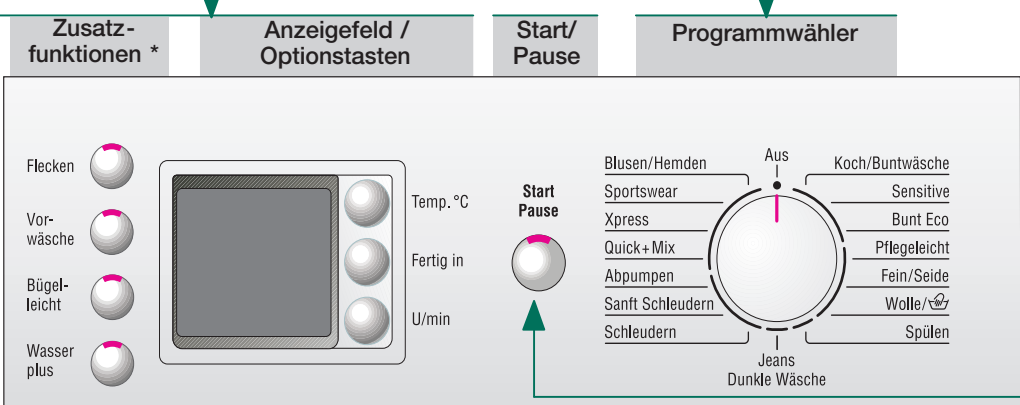 Zusatz-
funktionen *
Anzeigefeld /
Optionstasten
Start/
Pause
Programmwähler
Flecken
Vor-
wäsche
Bügel-
leicht
Wasser
plus
Temp. °C
Fertig in
U/min
Start
Pause
Aus
Blusen/Hemden
Sportswear
Xpress
Quick+Mix
Abpumpen
Sanft Schleudern
Schleudern
Koch/Buntwäsche
Sensitive
Bunt Eco
Pflegeleicht
Fein/Seide
Wolle/
Spülen
Jeans
Dunkle Wäsche